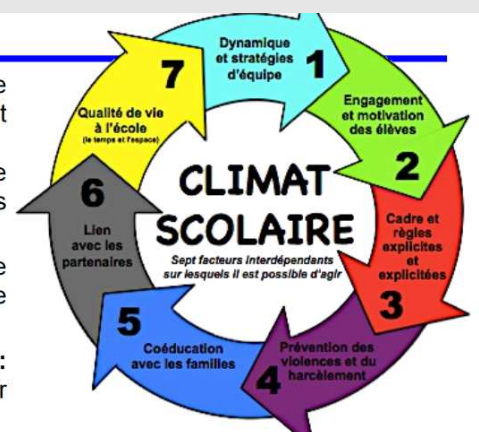 CLIMAT
SCOLAIRE
Sept facteurs interdépendants
sur lesquels il est possible d'agir
Dynamique
et stratégies
d'équipe
1
Engagement
et motivation
des élèves
2
Cadre et
règles
explicites
et
explicitées
3
Prévention des
violences et du
harcèlement
4
Coéducation
avec les familles
5
Lien
avec les
partenaires
6
Qualité de vie
à l'école
(le temps et l'espace)
7